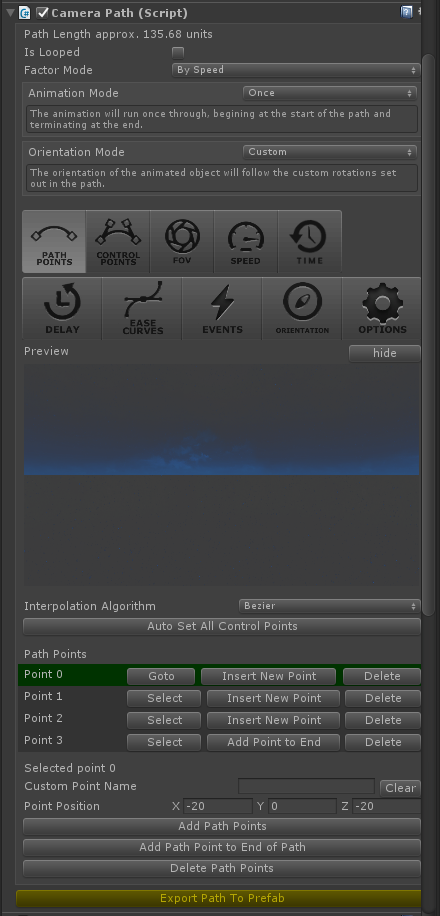 Camera Path (Script)
Path Length approx. 135.68 units
Is Looped
Factor Mode By Speed
Animation Mode Once
The animation will run once through, begining at the start of the path and
terminating at the end.
Orientation Mode Custom
The orientation of the animated object will follow the custom rotations set
out in the path.
PATH POINTS
CONTROL POINTS
FOV
SPEED
TIME
DELAY
EASE CURVES
EVENTS
ORIENTATION
OPTIONS
Preview hide
Interpolation Algorithm Bezier
Auto Set All Control Points
Path Points
Point 0 Goto Insert New Point Delete
Point 1 Select Insert New Point Delete
Point 2 Select Insert New Point Delete
Point 3 Select Add Point to End Delete
Selected point 0
Custom Point Name Clear
Point Position X -20 Y 0 Z -20
Add Path Points
Add Path Point to End of Path
Delete Path Points
Export Path To Prefab